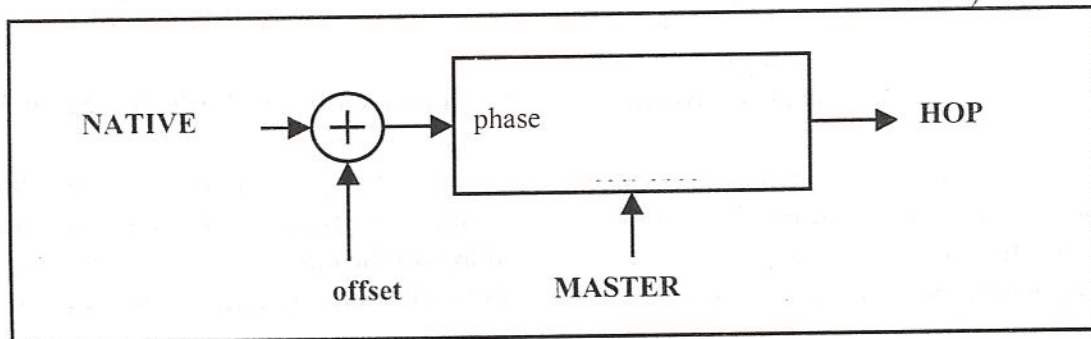 NATIVE
+
phase
HOP
offset
MASTER